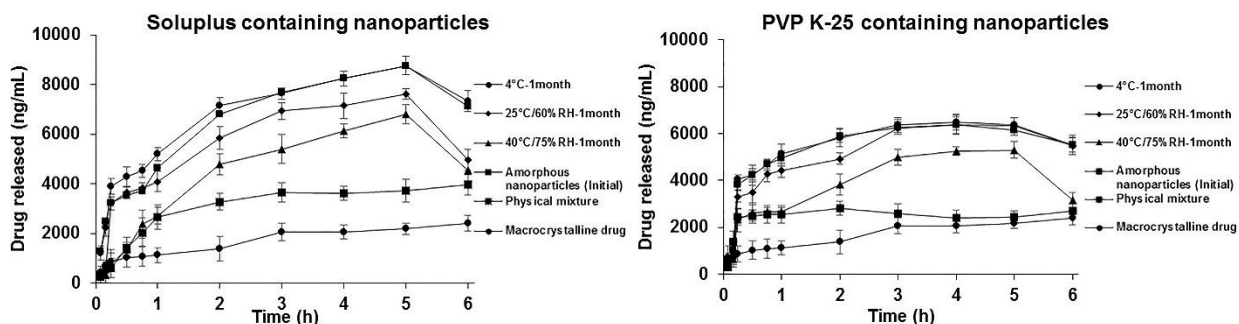 Soluplus containing nanoparticles
Drug released (ng/mL)
10000
8000
6000
4000
2000
0
0
1
2
3
4
5
6
Time (h)
4°C-1month
25°C/60% RH-1month
40°C/75% RH-1month
Amorphous
nanoparticles (Initial)
Physical mixture
Macrocrystalline drug
PVP K-25 containing nanoparticles
Drug released (ng/mL)
10000
8000
6000
4000
2000
0
0
1
2
3
4
5
6
Time (h)
4°C-1month
25°C/60% RH-1month
40°C/75% RH-1month
Amorphous
nanoparticles (Initial)
Physical mixture
Macrocrystalline drug